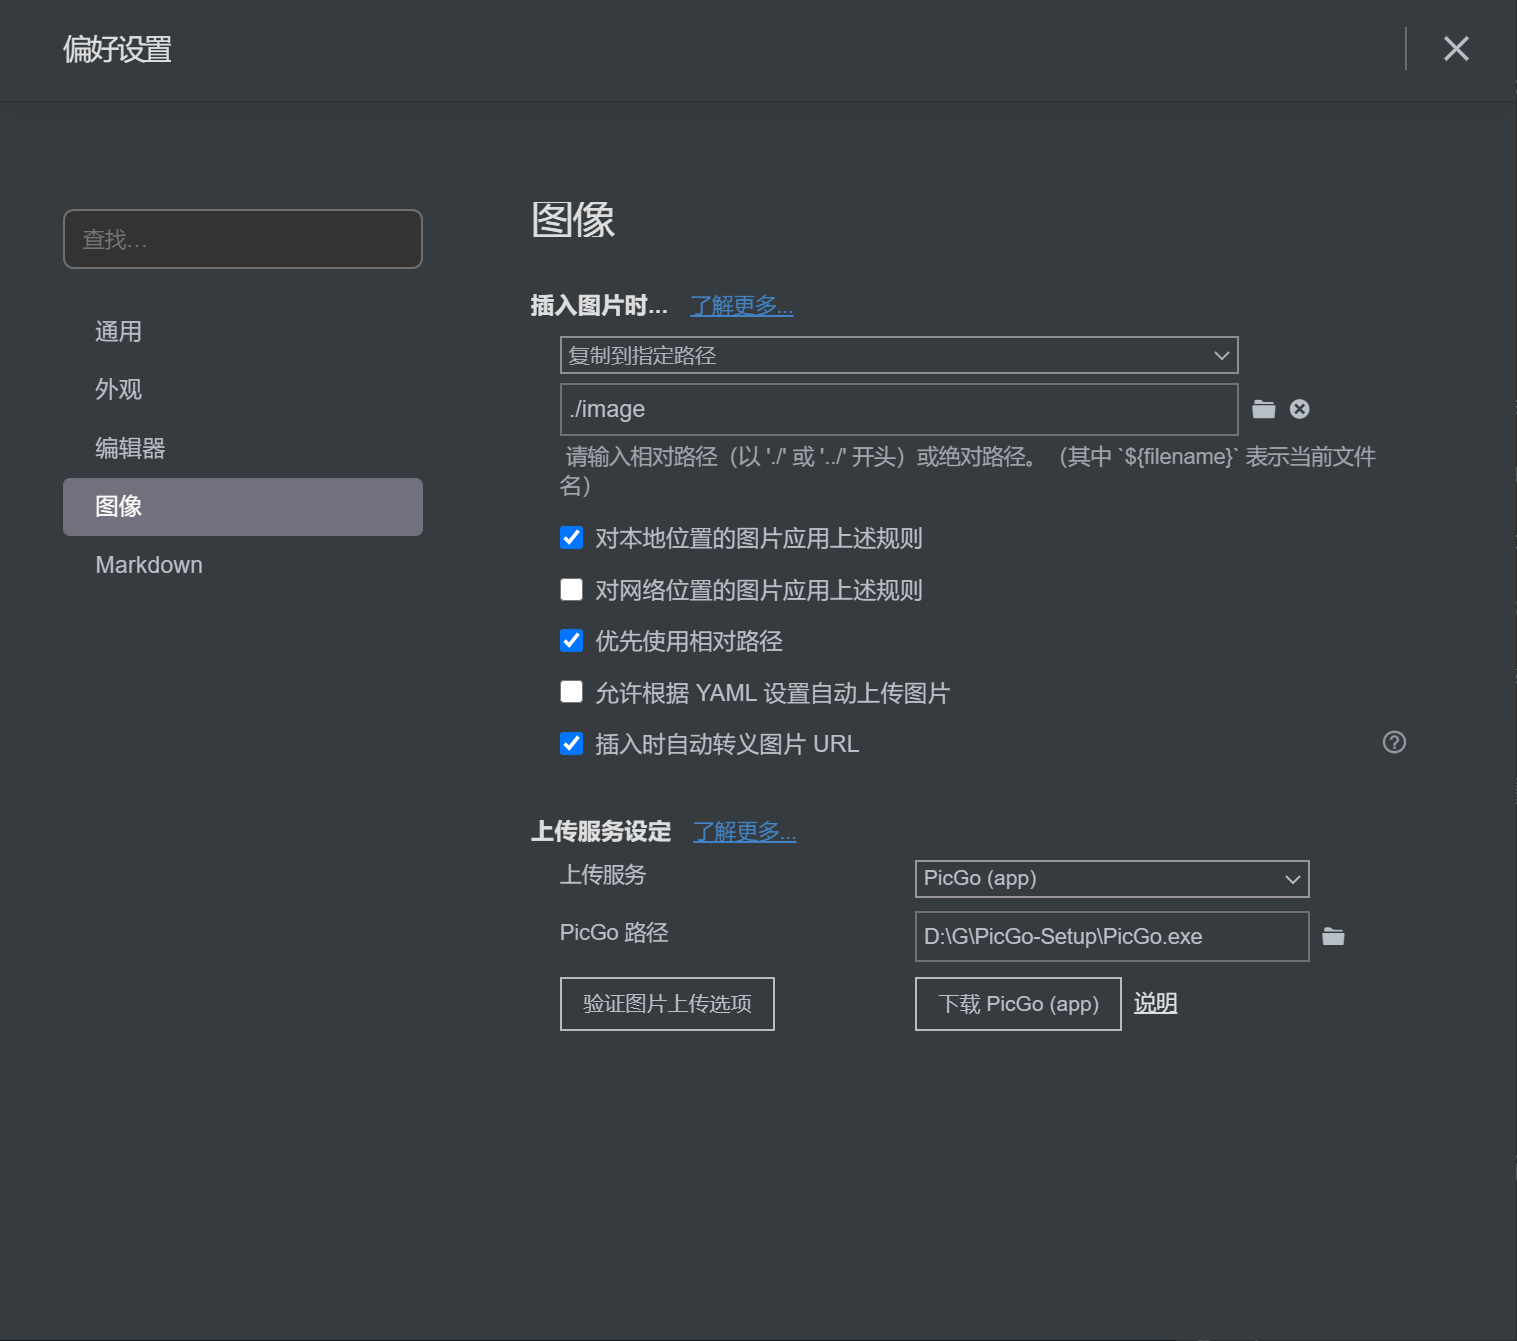 偏好设置
查找...
通用
外观
编辑器
图像
Markdown
图像
插入图片时... 了解更多...
复制到指定路径
./image
请输入相对路径（以 './' 或 '../' 开头）或绝对路径。（其中 `${filename}` 表示当前文件
名）
对本地位置的图片应用上述规则
对网络位置的图片应用上述规则
优先使用相对路径
允许根据 YAML 设置自动上传图片
插入时自动转义图片 URL
上传服务设定 了解更多...
上传服务 PicGo (app)
PicGo 路径 D:\G\PicGo-Setup\PicGo.exe
验证图片上传选项 下载 PicGo (app) 说明